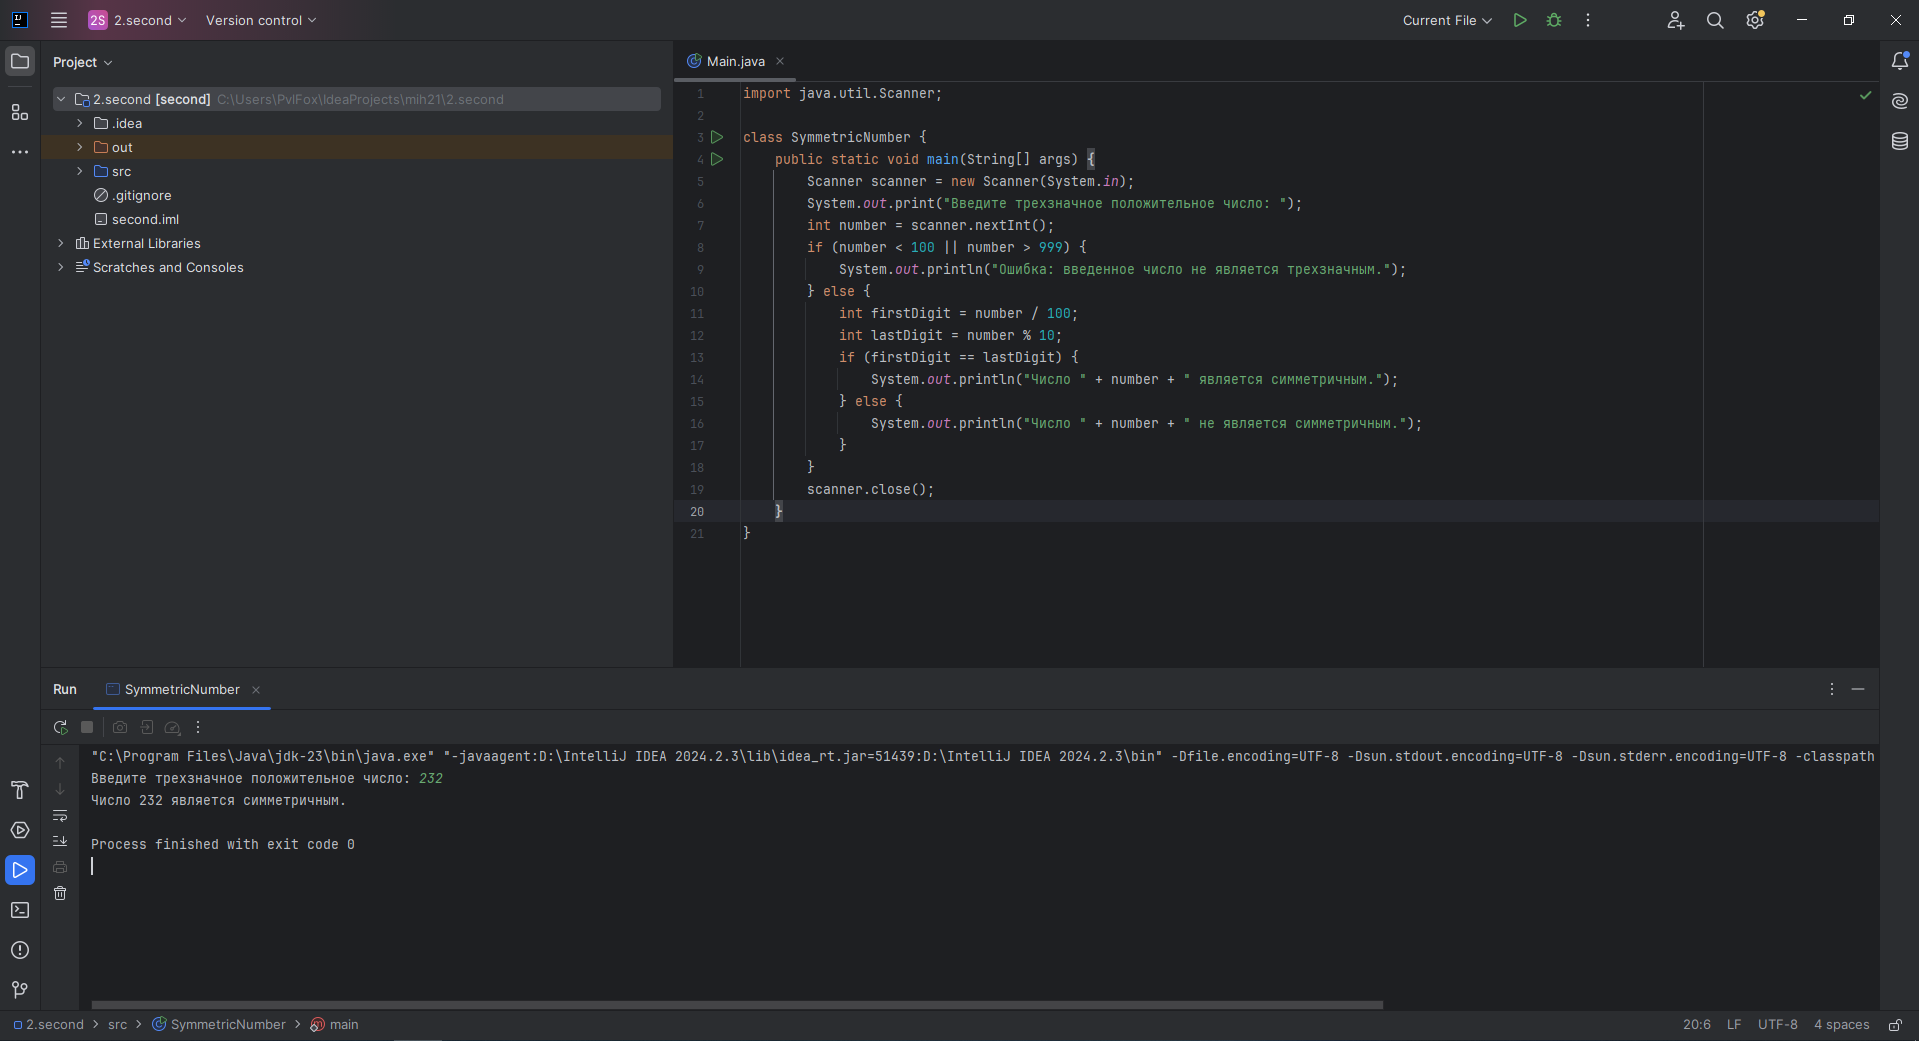 2S 2.second Version control Current File
Project
2.second [second] C:\Users\PvlFox\IdeaProjects\mih21\2.second
.idea
out
src
.gitignore
second.iml
External Libraries
Scratches and Consoles
Main.java
1 import java.util.Scanner;
2
3 class SymmetricNumber {
4 public static void main(String[] args) {
5 Scanner scanner = new Scanner(System.in);
6 System.out.print("Введите трехзначное положительное число: ");
7 int number = scanner.nextInt();
8 if (number < 100 || number > 999) {
9 System.out.println("Ошибка: введенное число не является трехзначным.");
10 } else {
11 int firstDigit = number / 100;
12 int lastDigit = number % 10;
13 if (firstDigit == lastDigit) {
14 System.out.println("Число " + number + " является симметричным.");
15 } else {
16 System.out.println("Число " + number + " не является симметричным.");
17 }
18 }
19 scanner.close();
20 }
21 }
Run SymmetricNumber
"C:\Program Files\Java\jdk-23\bin\java.exe" "-javaagent:D:\IntelliJ IDEA 2024.2.3\lib\idea_rt.jar=51439:D:\IntelliJ IDEA 2024.2.3\bin" -Dfile.encoding=UTF-8 -Dsun.stdout.encoding=UTF-8 -Dsun.stderr.encoding=UTF-8 -classpath
Введите трехзначное положительное число: 232
Число 232 является симметричным.
Process finished with exit code 0
2.second > src > SymmetricNumber > main 20:6 LF UTF-8 4 spaces